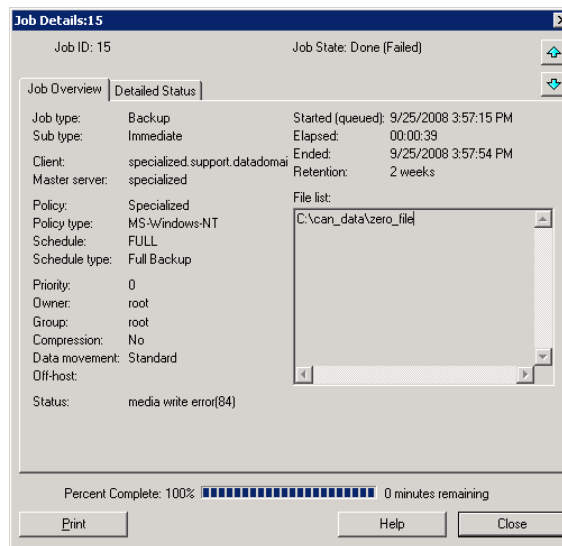 Job Details:15
Job ID: 15 Job State: Done (Failed)
Job Overview Detailed Status
Job type: Backup Started (queued): 9/25/2008 3:57:15 PM
Sub type: Immediate Elapsed: 00:00:39
Ended: 9/25/2008 3:57:54 PM
Client: specialized.support.datadomai Retention: 2 weeks
Master server: specialized
File list:
Policy: Specialized C:\can_data\zero_file
Policy type: MS-Windows-NT
Schedule: FULL
Schedule type: Full Backup
Priority: 0
Owner: root
Group: root
Compression: No
Data movement: Standard
Off-host:
Status: media write error(84)
Percent Complete: 100% 0 minutes remaining
Print Help Close